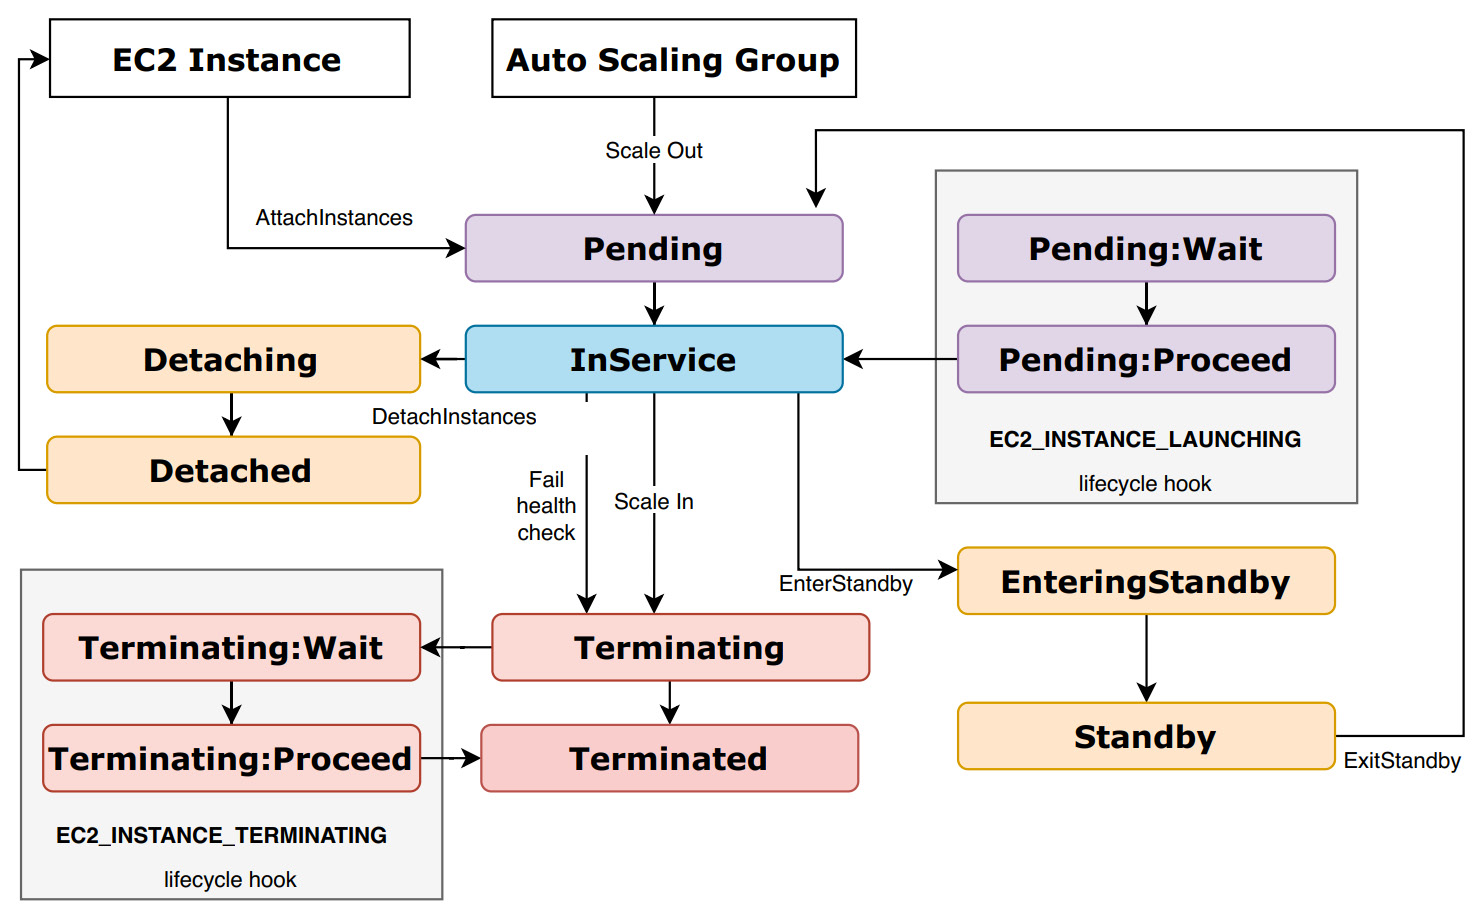 EC2 Instance
Auto Scaling Group
Scale Out
AttachInstances
Pending
Pending:Wait
Detaching
InService
Pending:Proceed
DetachInstances
EC2_INSTANCE_LAUNCHING
lifecycle hook
Detached
Fail
health
check
Scale In
EnterStandby
EnteringStandby
Terminating:Wait
Terminating
Standby
ExitStandby
Terminating:Proceed
Terminated
EC2_INSTANCE_TERMINATING
lifecycle hook